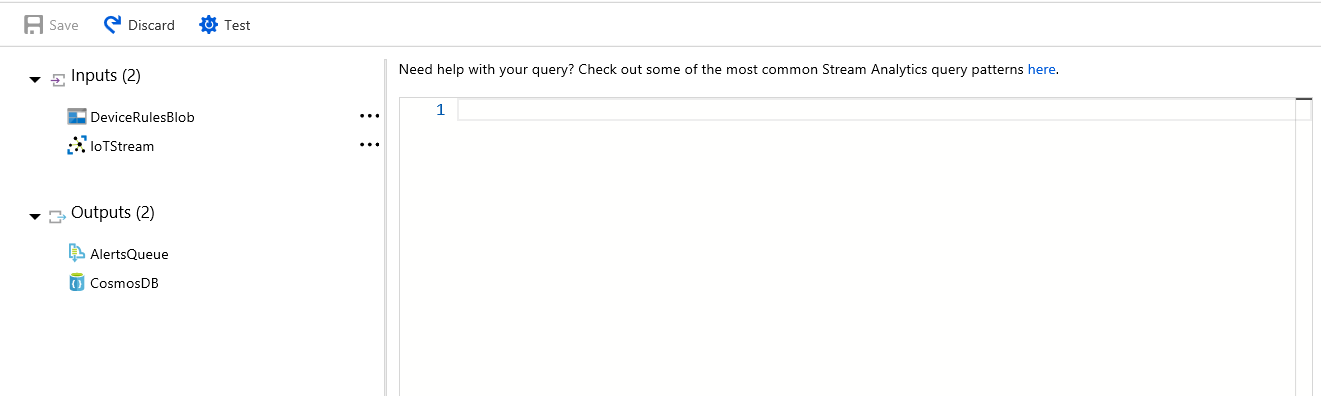 Save Discard Test
Inputs (2)
DeviceRulesBlob
IoTStream
Outputs (2)
AlertsQueue
CosmosDB
Need help with your query? Check out some of the most common Stream Analytics query patterns here.
1